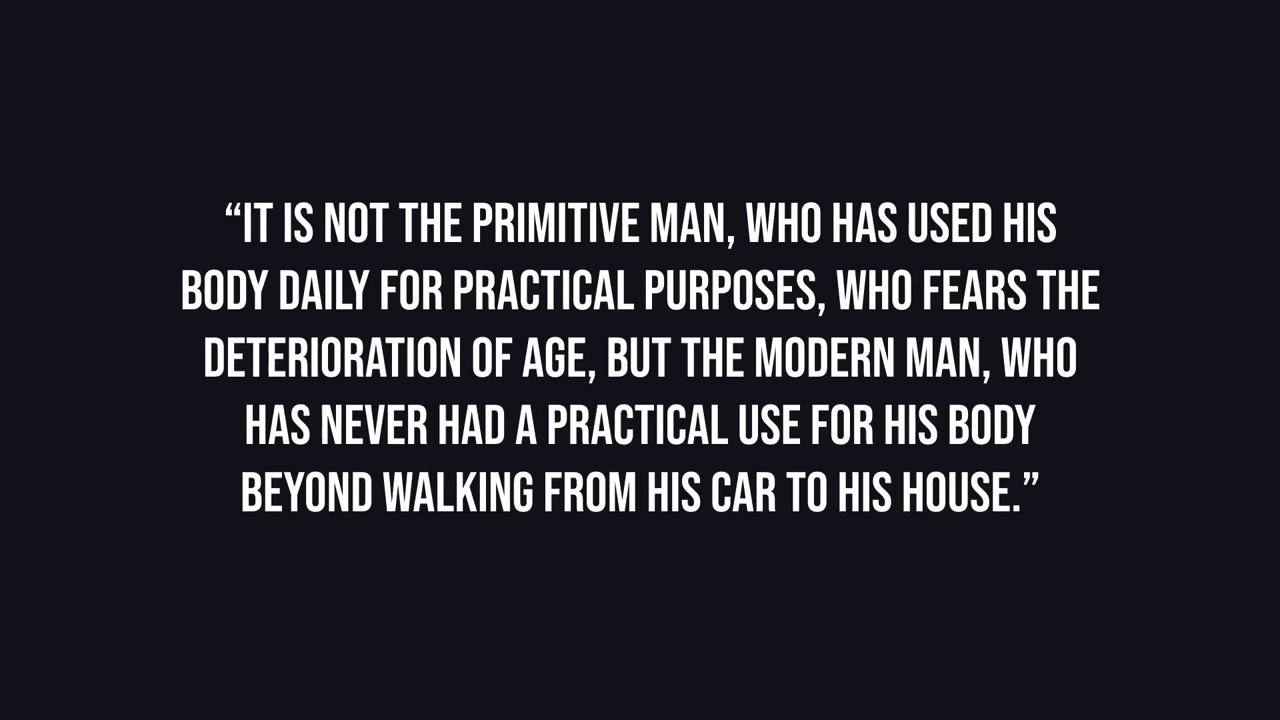 “IT IS NOT THE PRIMITIVE MAN, WHO HAS USED HIS
BODY DAILY FOR PRACTICAL PURPOSES, WHO FEARS THE
DETERIORATION OF AGE, BUT THE MODERN MAN, WHO
HAS NEVER HAD A PRACTICAL USE FOR HIS BODY
BEYOND WALKING FROM HIS CAR TO HIS HOUSE.”